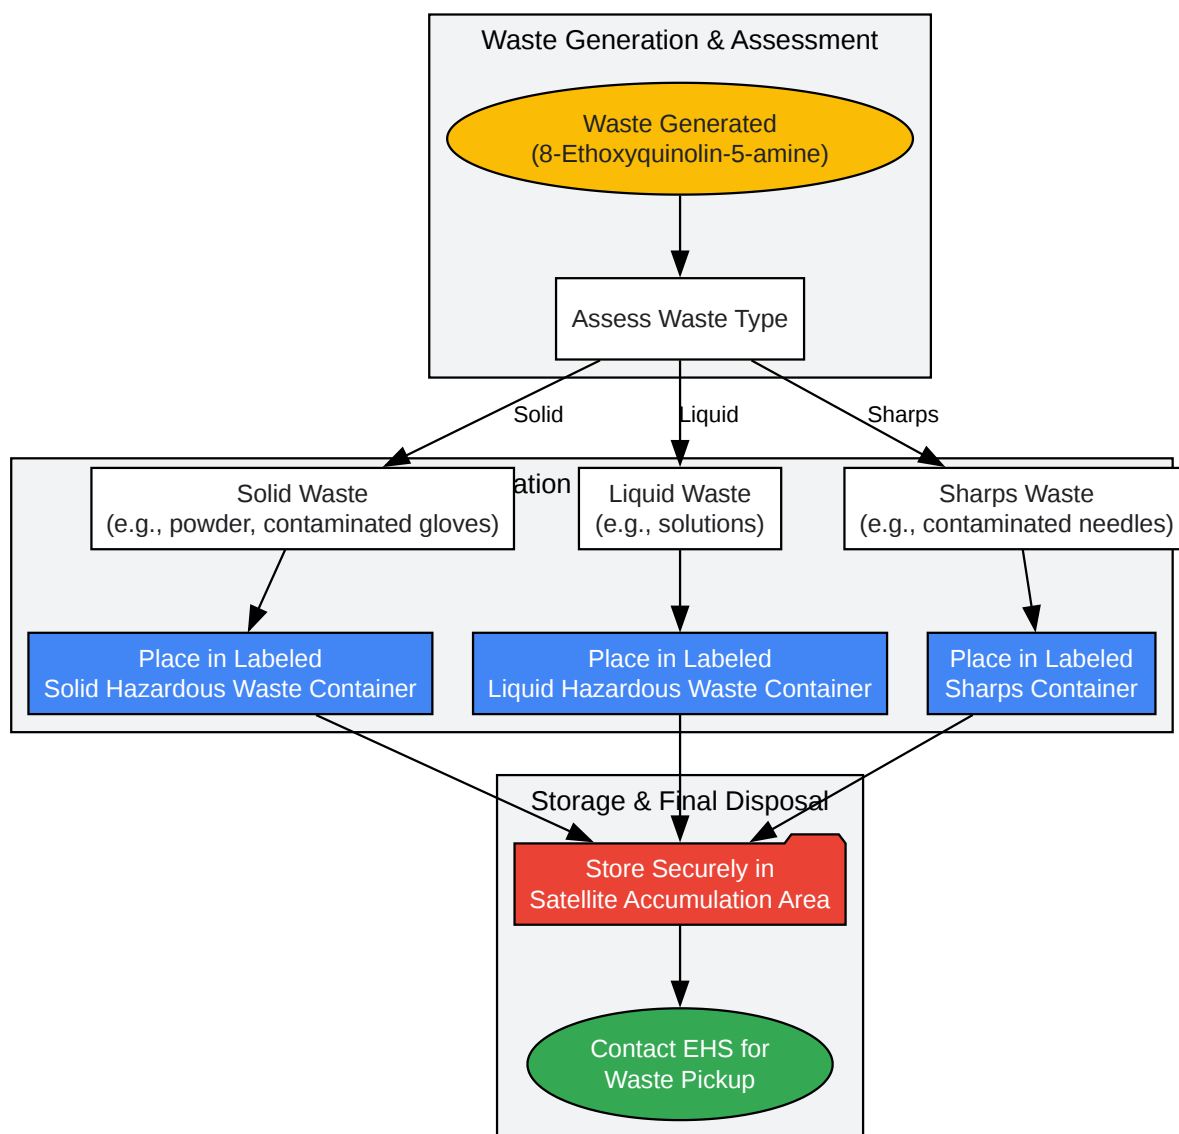 Waste Generation & Assessment
Waste Generated
(8-Ethoxyquinolin-5-amine)
Assess Waste Type
Solid
Liquid
Sharps
Solid Waste
(e.g., powder, contaminated gloves)
Liquid Waste
(e.g., solutions)
Sharps Waste
(e.g., contaminated needles)
Place in Labeled
Solid Hazardous Waste Container
Place in Labeled
Liquid Hazardous Waste Container
Place in Labeled
Sharps Container
Storage & Final Disposal
Store Securely in
Satellite Accumulation Area
Contact EHS for
Waste Pickup